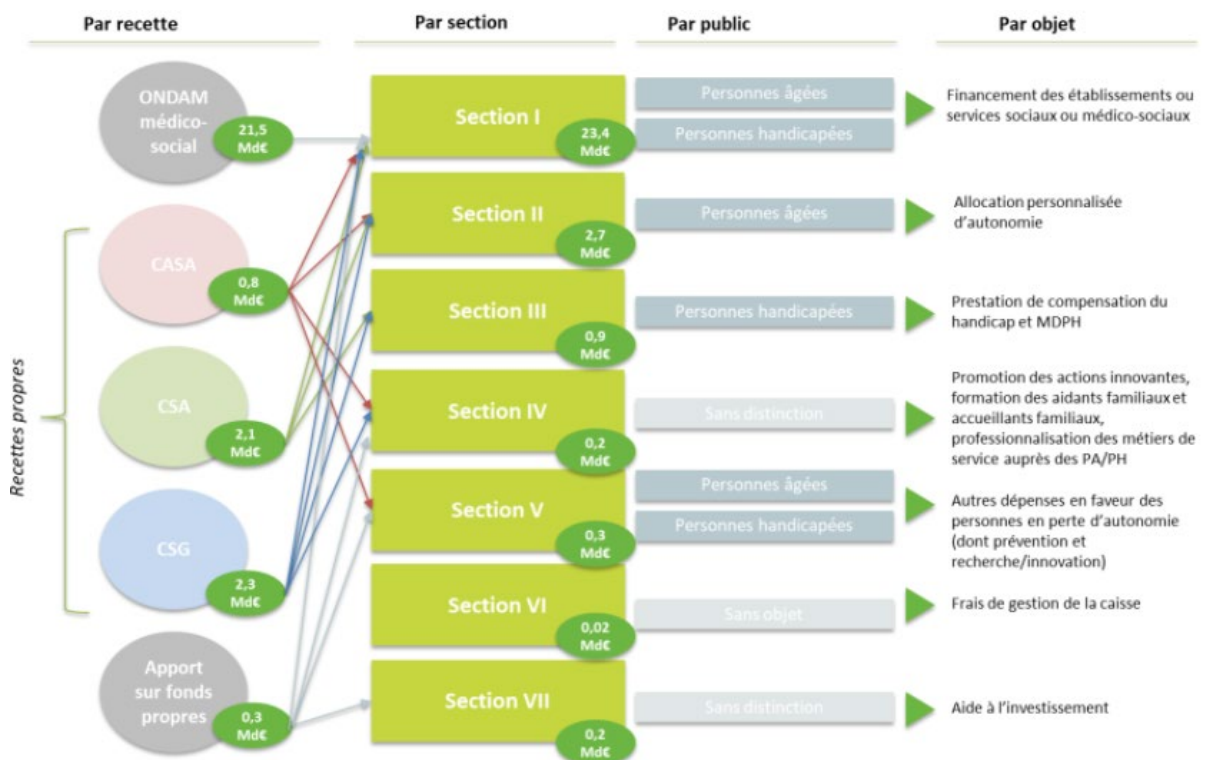 Par recette
Par section
Par public
Par objet
ONDAM
médico-
social
21,5
Md€
Section I
23,4
Md€
Personnes âgées
Personnes handicapées
Financement des établissements ou
services sociaux ou médico-sociaux
Recettes propres
CASA
0,8
Md€
Section II
2,7
Md€
Personnes âgées
Allocation personnalisée
d'autonomie
Section III
0,9
Md€
Personnes handicapées
Prestation de compensation du
handicap et MDPH
CSA
2,1
Md€
Section IV
0,2
Md€
Sans distinction
Promotion des actions innovantes,
formation des aidants familiaux et
accueillants familiaux,
professionnalisation des métiers de
service auprès des PA/PH
CSG
2,3
Md€
Section V
0,3
Md€
Personnes âgées
Personnes handicapées
Autres dépenses en faveur des
personnes en perte d'autonomie
(dont prévention et
recherche/innovation)
Section VI
0,02
Md€
Sans objet
Frais de gestion de la caisse
Apport
sur fonds
propres
0,3
Md€
Section VII
0,2
Md€
Sans distinction
Aide à l'investissement